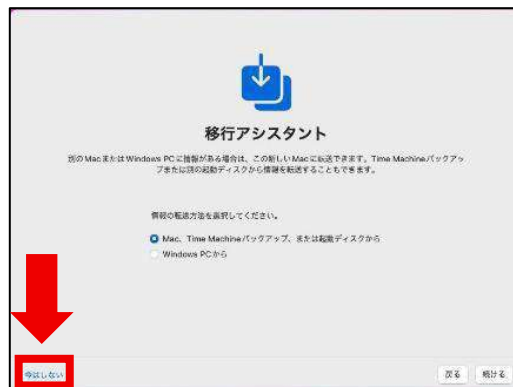 移行アシスタント
別のMacまたはWindows PCに情報がある場合は、この新しいMacに転送できます。Time Machineバックアッ
プまたは別の起動ディスクから情報を転送することもできます。
情報の転送方法を選択してください。
Mac、Time Machineバックアップ、または起動ディスクから
Windows PCから
今はしない
戻る
続ける